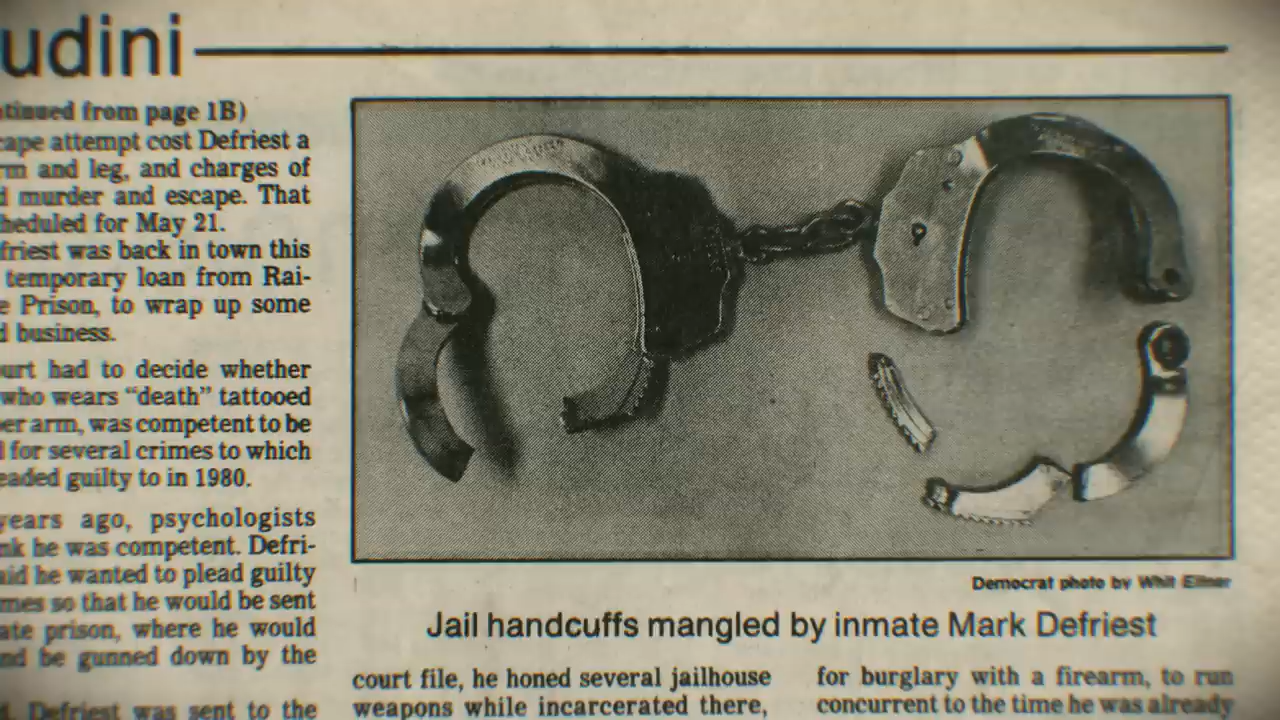 udini
tinued from page 1B)
cape attempt cost Defriest a
rm and leg, and charges of
d murder and escape. That
heduled for May 21.
friest was back in town this
temporary loan from Rai-
e Prison, to wrap up some
d business.
urt had to decide whether
who wears “death” tattooed
er arm, was competent to be
l for several crimes to which
eaded guilty to in 1980.
years ago, psychologists
nk he was competent. Defri-
aid he wanted to plead guilty
mes so that he would be sent
ate prison, where he would
nd be gunned down by the
Defriest was sent to the
Democrat photo by Whit
Jail handcuffs mangled by inmate Mark Defriest
court file, he honed several jailhouse
weapons while incarcerated there,
for burglary with a firearm, to run
concurrent to the time he was already